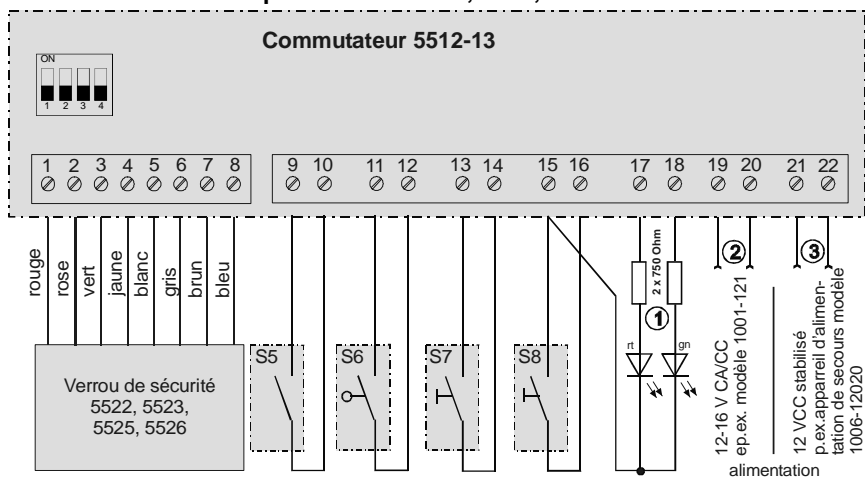 Commutateur 5512-13
ON
1 2 3 4
1 2 3 4 5 6 7 8 9 10 11 12 13 14 15 16 17 18 19 20 21 22
rouge
rose
vert
jaune
blanc
gris
brun
bleu
2 x 750 Ohm
①
②
③
rt
gn
S5
S6
S7
S8
Verrou de sécurité
5522, 5523,
5525, 5526
12-16 V CA/CC
ep.ex. modèle 1001-121
12 VCC stabilisé
p.ex.appareil d'alimen-
tation de secours modèle
1006-12020
alimentation